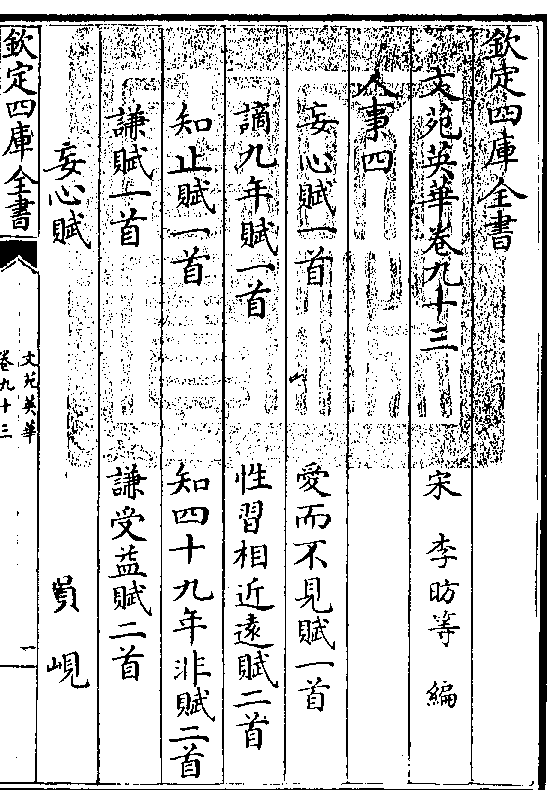 欽定四庫全書
文苑英華卷九十三
宋 李昉等 編
人事四
妄心賦一首 愛而不見賦一首
謫九年賦一首 性習相近遠賦二首
知止賦一首 知四十九年非賦二首
謙賦一首 謙受益賦二首
妄心賦 貟峴
欽定四庫全書
文苑英華
卷九十三
一